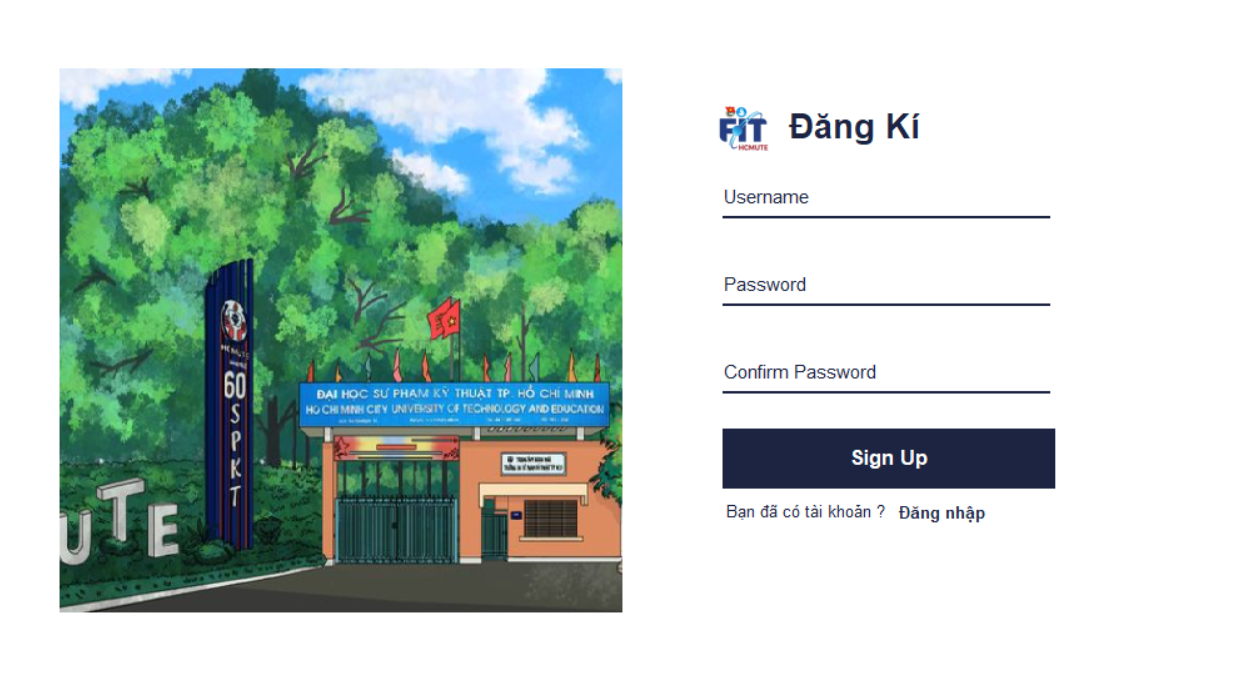 FIT
HCMUTE
Đăng Kí
Username
Password
Confirm Password
Sign Up
Bạn đã có tài khoản ? Đăng nhập
60
SPKT
ĐẠI HỌC SƯ PHẠM KỸ THUẬT TP. HỒ CHÍ MINH
HO CHI MINH CITY UNIVERSITY OF TECHNOLOGY AND EDUCATION
UTE